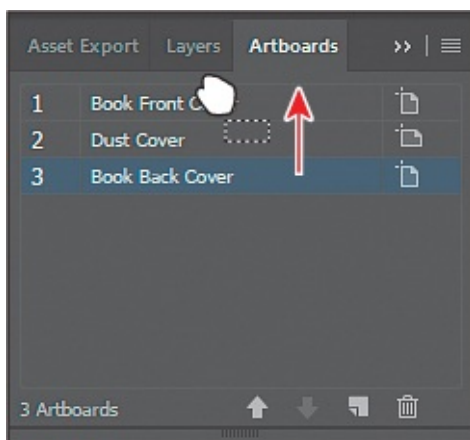 Asset Export Layers Artboards
1 Book Front C
2 Dust Cover
3 Book Back Cover
3 Artboards